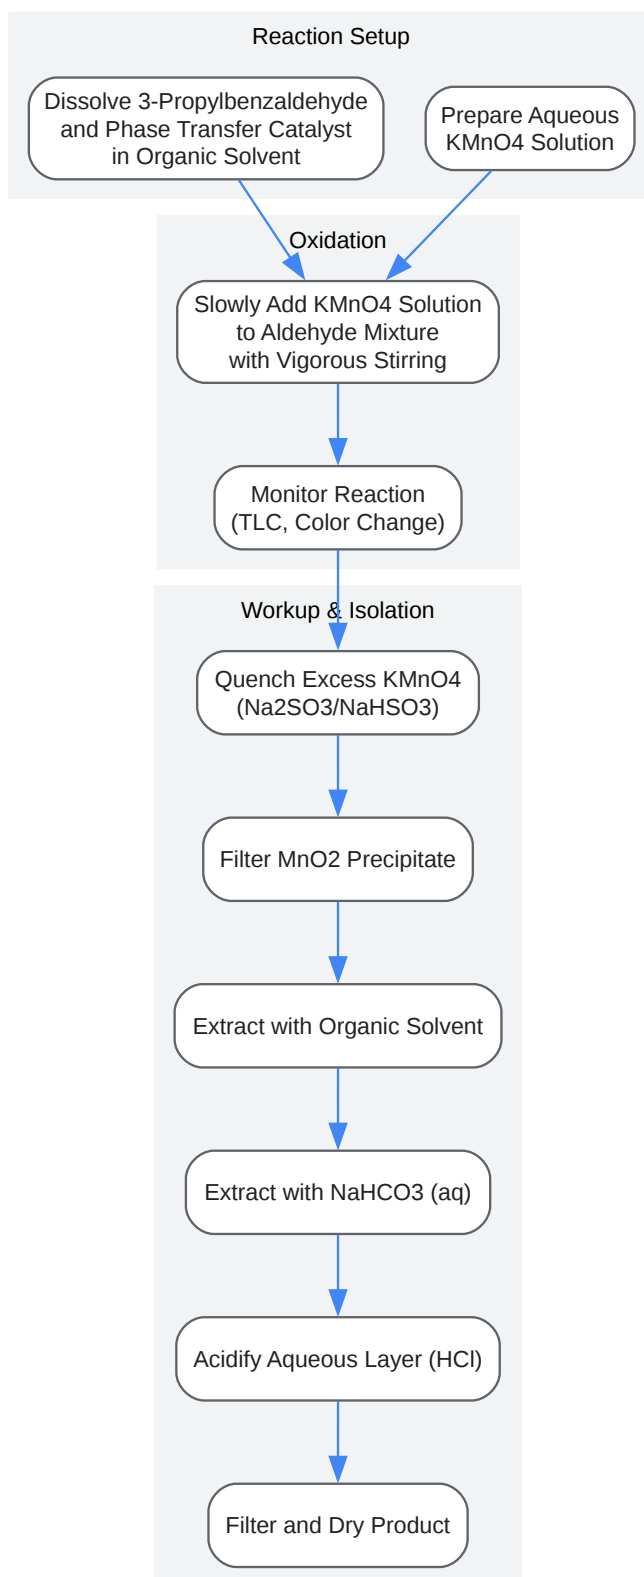 Reaction Setup
Dissolve 3-Propylbenzaldehyde
and Phase Transfer Catalyst
in Organic Solvent
Prepare Aqueous
KMnO4 Solution
Oxidation
Slowly Add KMnO4 Solution
to Aldehyde Mixture
with Vigorous Stirring
Monitor Reaction
(TLC, Color Change)
Workup & Isolation
Quench Excess KMnO4
(Na2SO3/NaHSO3)
Filter MnO2 Precipitate
Extract with Organic Solvent
Extract with NaHCO3 (aq)
Acidify Aqueous Layer (HCl)
Filter and Dry Product